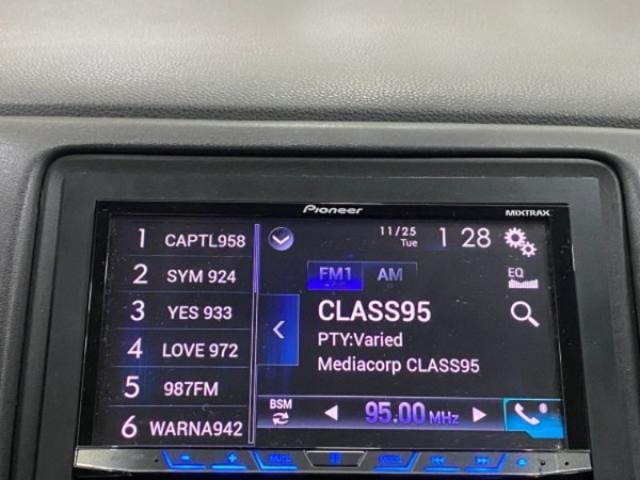 Pioneer
MIXTRAX
1 CAPTL958
2 SYM 924
3 YES 933
4 LOVE 972
5 987FM
6 WARNA942
11/25
Tue
1 28
FM1 AM
EQ
CLASS95
PTY:Varied
Mediacorp CLASS95
BSM
95.00 MHz
MUTE